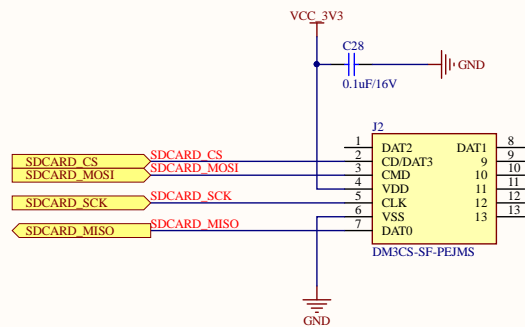 VCC_3V3
C28
GND
0.1uF/16V
J2
1 DAT2 DAT1 8
SDCARD_CS SDCARD_CS 2 CD/DAT3 9 9
SDCARD_MOSI SDCARD_MOSI 3 CMD 10 10
4 VDD 11 11
SDCARD_SCK SDCARD_SCK 5 CLK 12 12
6 VSS 13 13
SDCARD_MISO SDCARD_MISO 7 DAT0
DM3CS-SF-PEJMS
GND